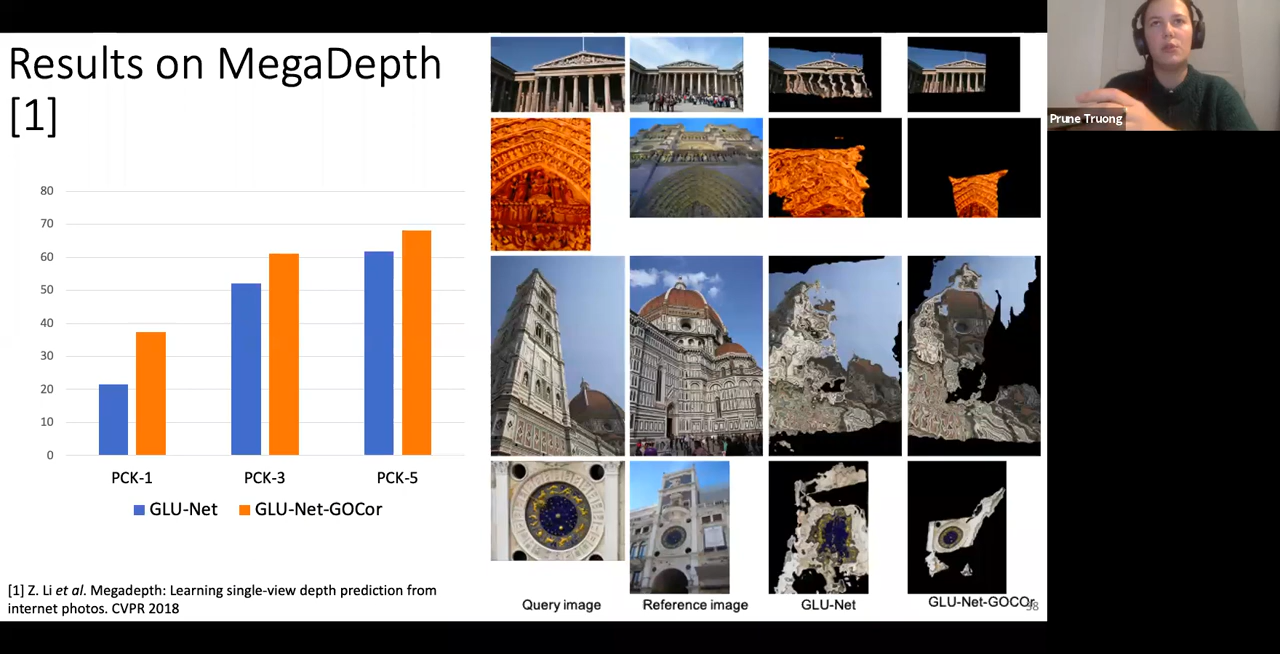 Results on MegaDepth
[1]
80
70
60
50
40
30
20
10
0
PCK-1 PCK-3 PCK-5
GLU-Net GLU-Net-GOCor
[1] Z. Li et al. Megadepth: Learning single-view depth prediction from
internet photos. CVPR 2018
Query image Reference image GLU-Net GLU-Net-GOCOr
38
Prune Truong